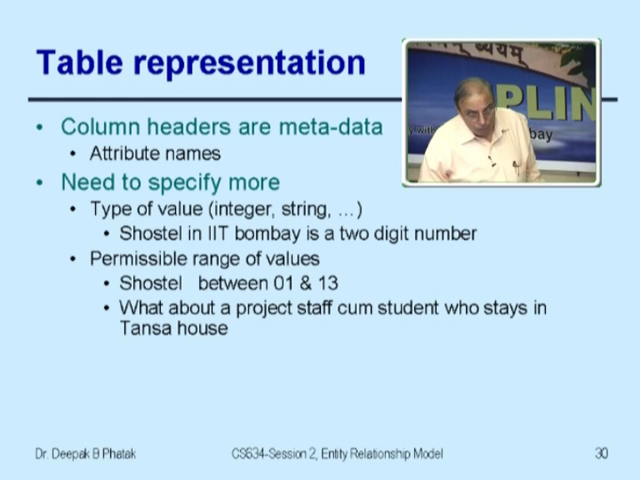 Table representation
• Column headers are meta-data
• Attribute names
• Need to specify more
• Type of value (integer, string, …)
• Shostel in IIT bombay is a two digit number
• Permissible range of values
• Shostel between 01 & 13
• What about a project staff cum student who stays in
Tansa house
ध्येयम्
PLIN
bay
Dr. Deepak B Phatak
CS634-Session 2, Entity Relationship Model
30